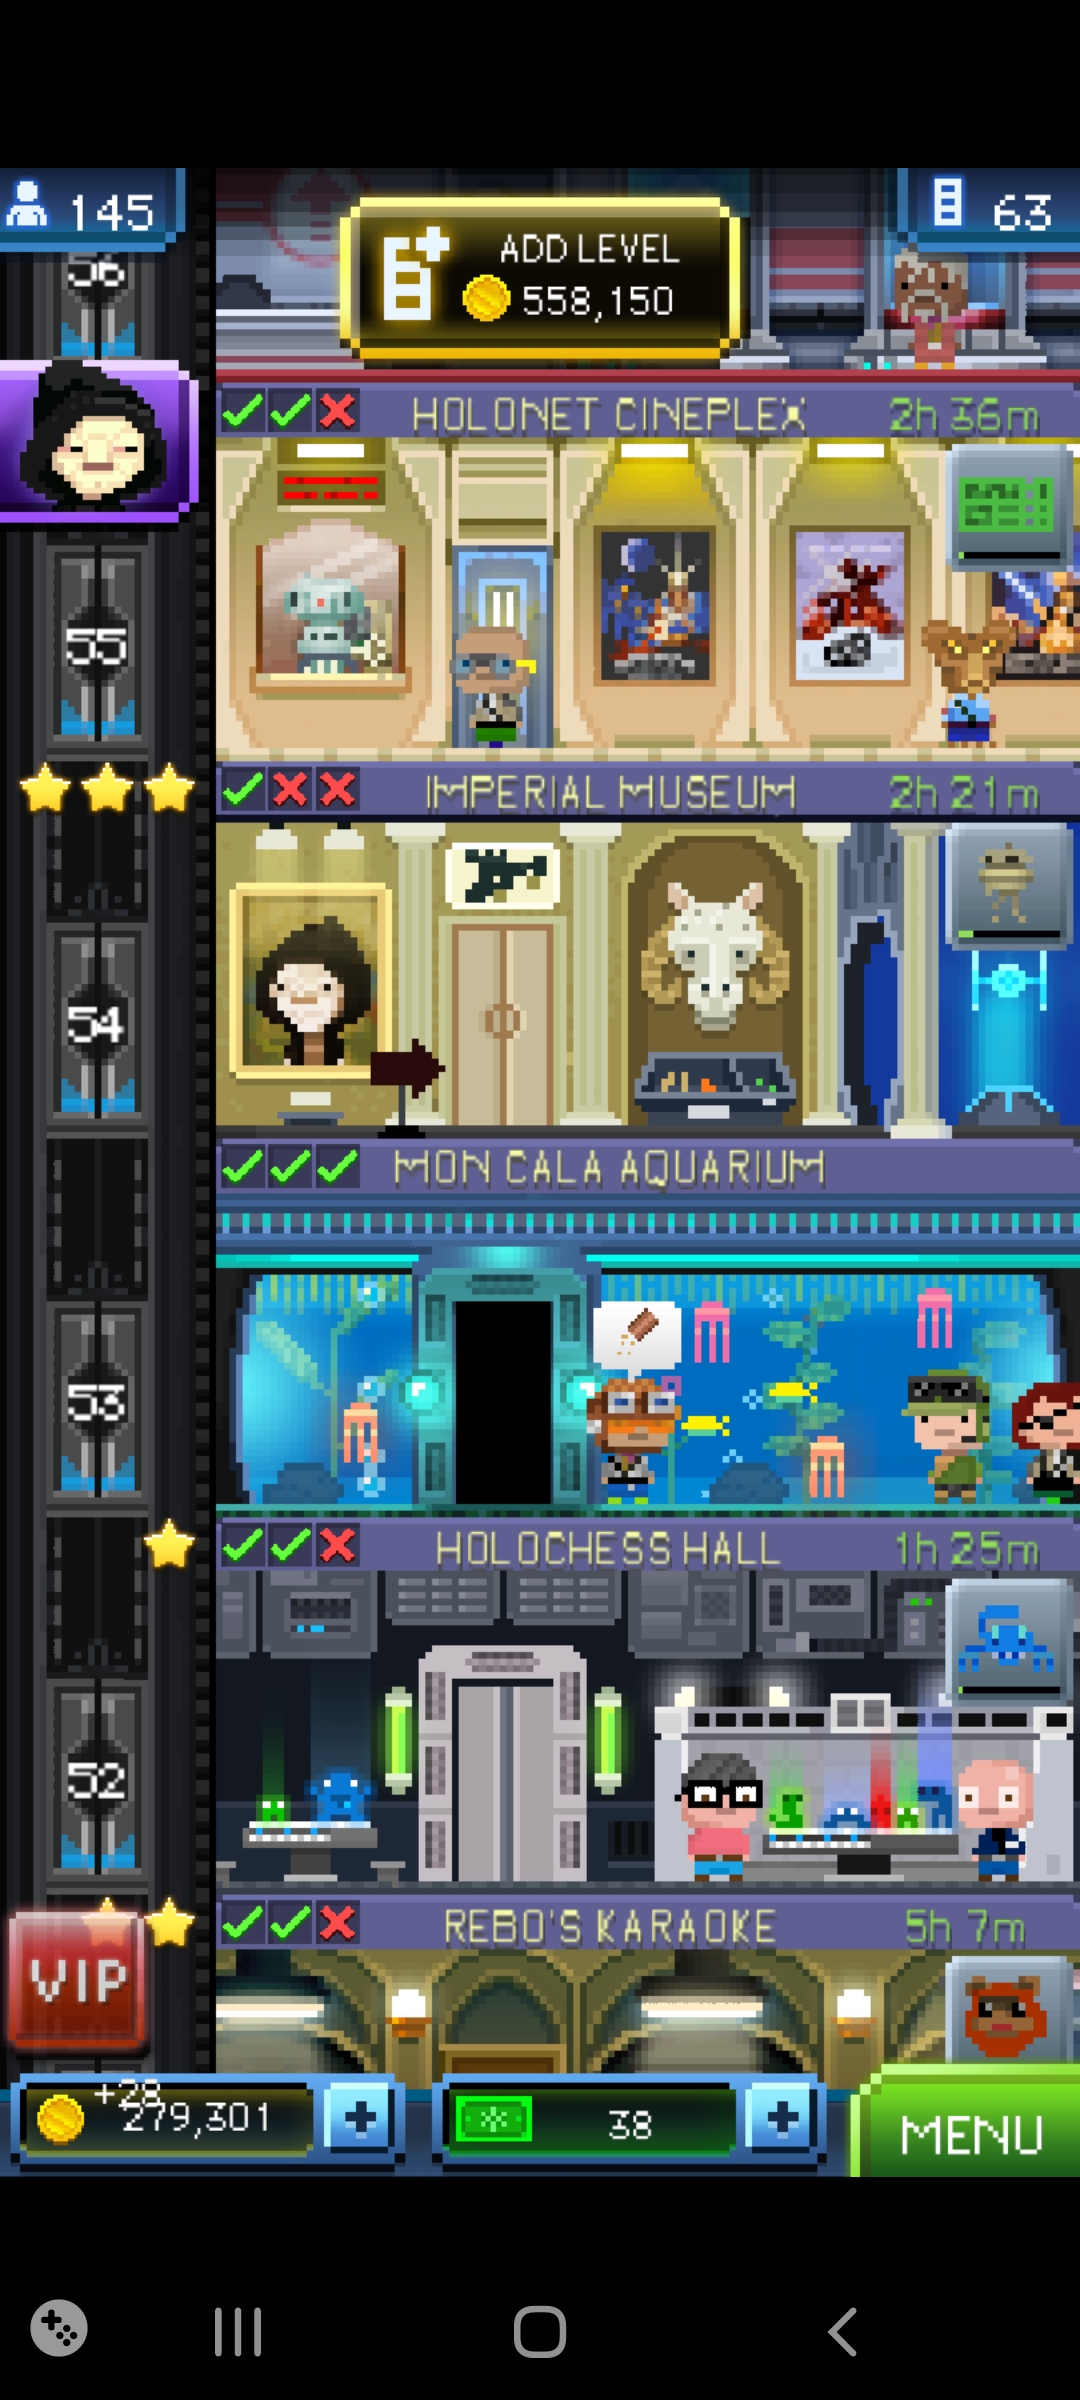 145
63
ADD LEVEL
558,150
56
HOLONET CINEPLEX 2h 36m
55
IMPERIAL MUSEUM 2h 21m
54
MON CALA AQUARIUM
53
HOLOCHESS HALL 1h 25m
52
REBO'S KARAOKE 5h 7m
VIP
+28
279,301
38
MENU